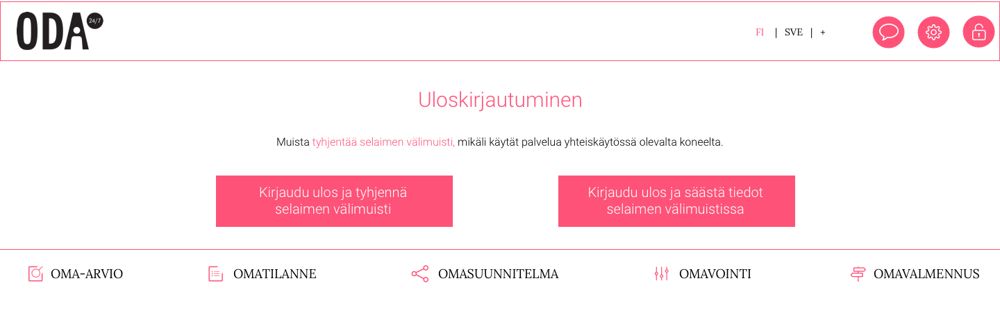 ODA 24/7
FI | SVE | +
Uloskirjautuminen
Muista tyhjentää selaimen välimuisti, mikäli käytät palvelua yhteiskäytössä olevalta koneelta.
Kirjaudu ulos ja tyhjennä
selaimen välimuisti
Kirjaudu ulos ja säästä tiedot
selaimen välimuistissa
OMA-ARVIO
OMATILANNE
OMASUUNNITELMA
OMAVOINTI
OMAVALMENNUS